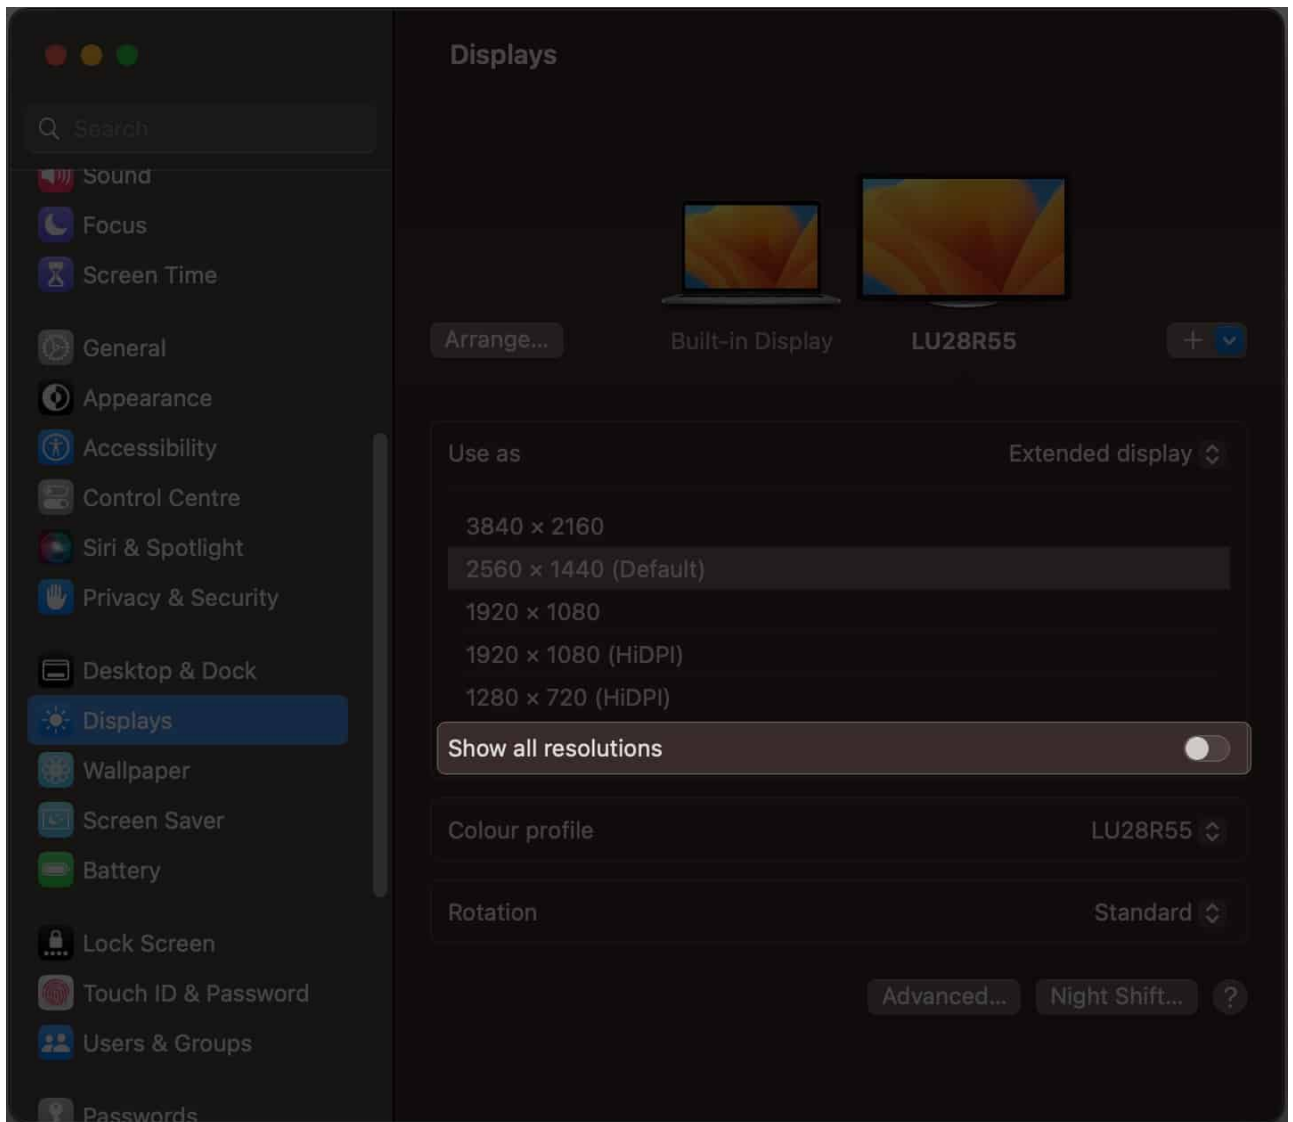 Displays
Search
Sound
Focus
Screen Time
General
Appearance
Accessibility
Control Centre
Siri & Spotlight
Privacy & Security
Desktop & Dock
Displays
Wallpaper
Screen Saver
Battery
Lock Screen
Touch ID & Password
Users & Groups
Passwords
Arrange...
Built-in Display
LU28R55
Use as
Extended display
3840 × 2160
2560 × 1440 (Default)
1920 × 1080
1920 × 1080 (HiDPI)
1280 × 720 (HiDPI)
Show all resolutions
Colour profile
LU28R55
Rotation
Standard
Advanced...
Night Shift...
?